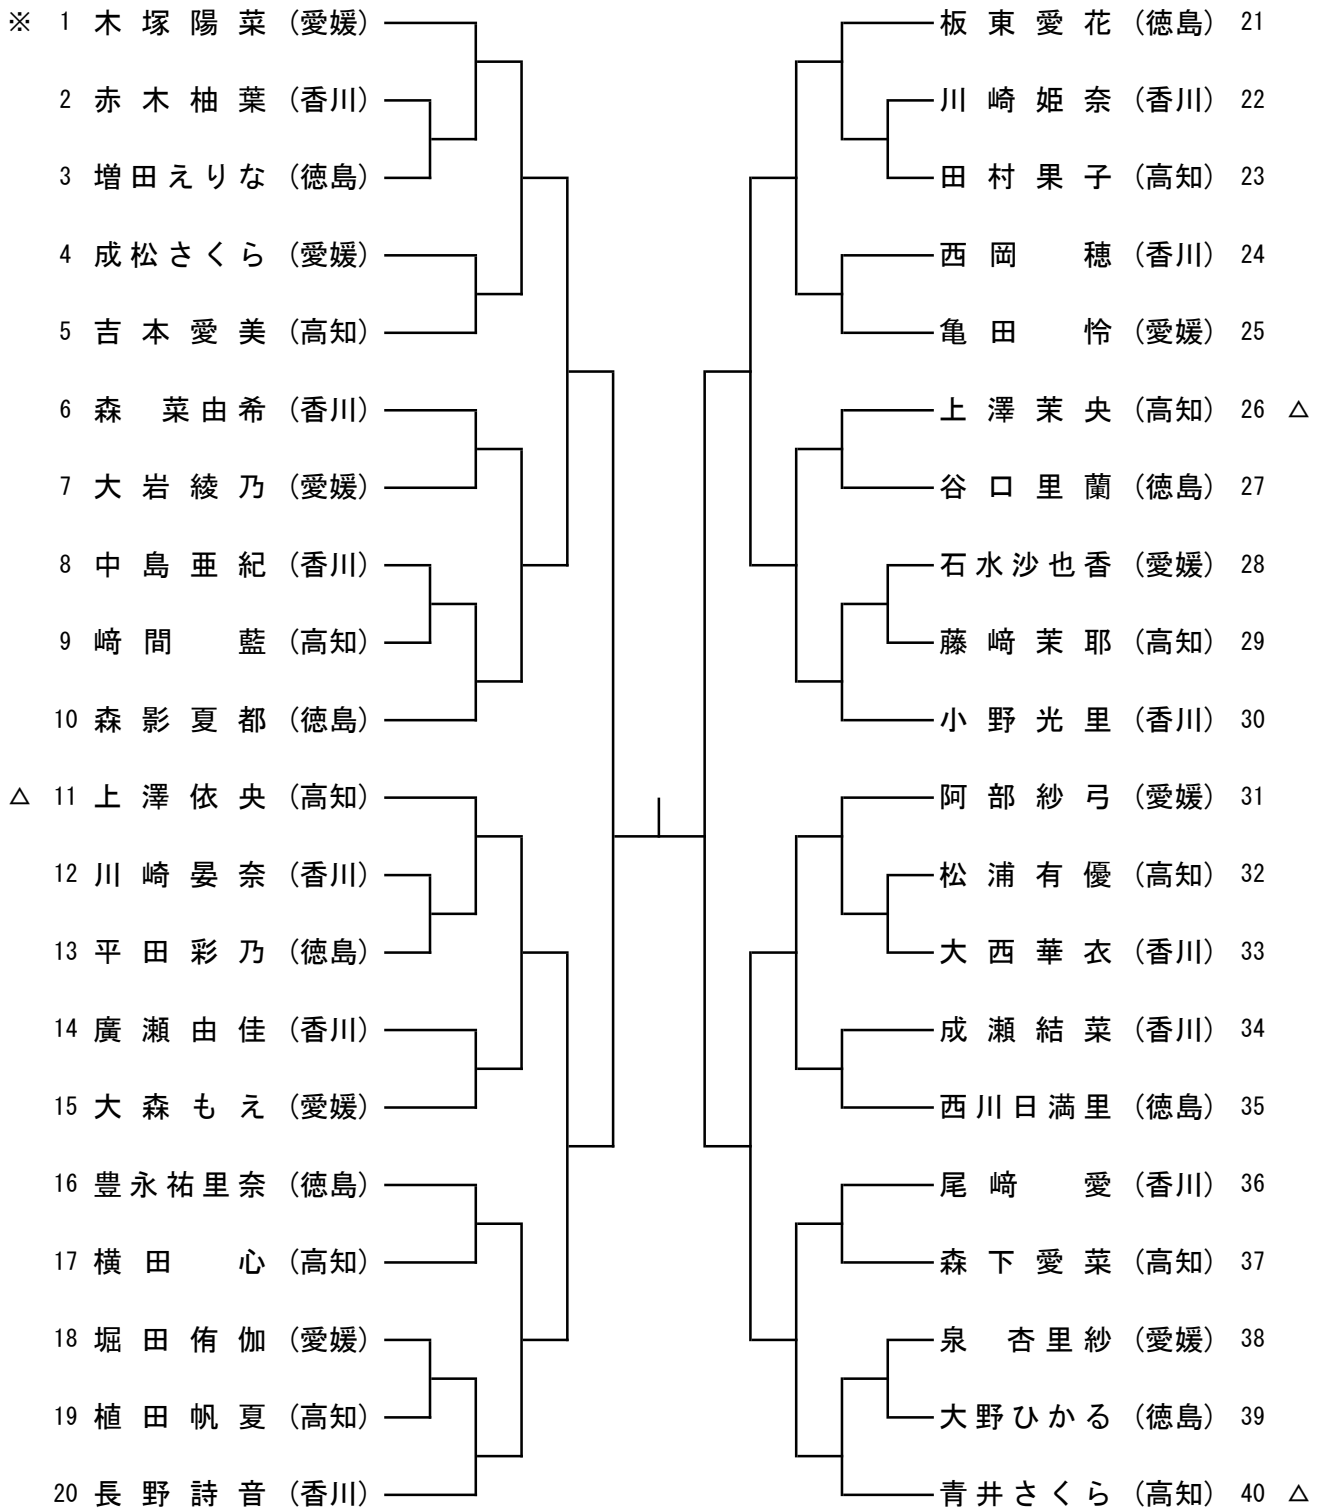 ※ 1 木塚陽菜 (愛媛)
2 赤木柚葉 (香川)
3 増田えりな (徳島)
4 成松さくら (愛媛)
5 吉本愛美 (高知)
6 森 菜由希 (香川)
7 大岩綾乃 (愛媛)
8 中島亜紀 (香川)
9 﨑間 藍 (高知)
10 森影夏都 (徳島)
△ 11 上澤依央 (高知)
12 川崎晏奈 (香川)
13 平田彩乃 (徳島)
14 廣瀬由佳 (香川)
15 大森もえ (愛媛)
16 豊永祐里奈 (徳島)
17 横田 心 (高知)
18 堀田侑伽 (愛媛)
19 植田帆夏 (高知)
20 長野詩音 (香川)
板東愛花 (徳島) 21
川崎姫奈 (香川) 22
田村果子 (高知) 23
西岡 穂 (香川) 24
亀田 怜 (愛媛) 25
上澤茉央 (高知) 26 △
谷口里蘭 (徳島) 27
石水沙也香 (愛媛) 28
藤﨑茉耶 (高知) 29
小野光里 (香川) 30
阿部紗弓 (愛媛) 31
松浦有優 (高知) 32
大西華衣 (香川) 33
成瀬結菜 (香川) 34
西川日満里 (徳島) 35
尾﨑 愛 (香川) 36
森下愛菜 (高知) 37
泉 杏里紗 (愛媛) 38
大野ひかる (徳島) 39
青井さくら (高知) 40 △